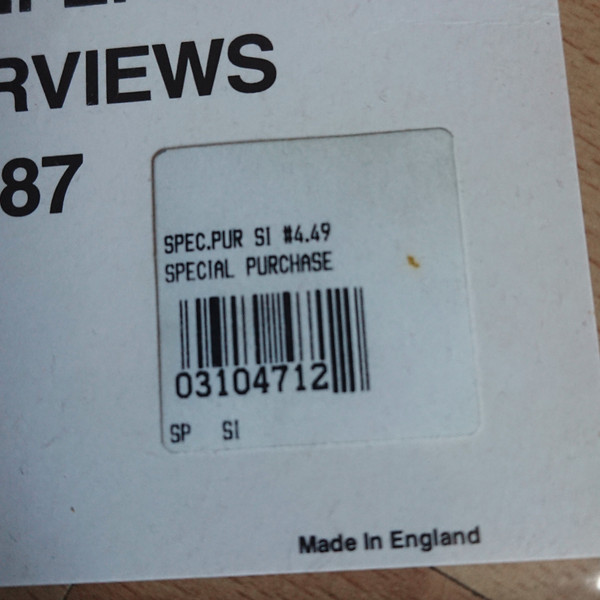 RVIEWS
87
SPEC.PUR SI #4.49
SPECIAL PURCHASE
03104712
SP SI
Made In England